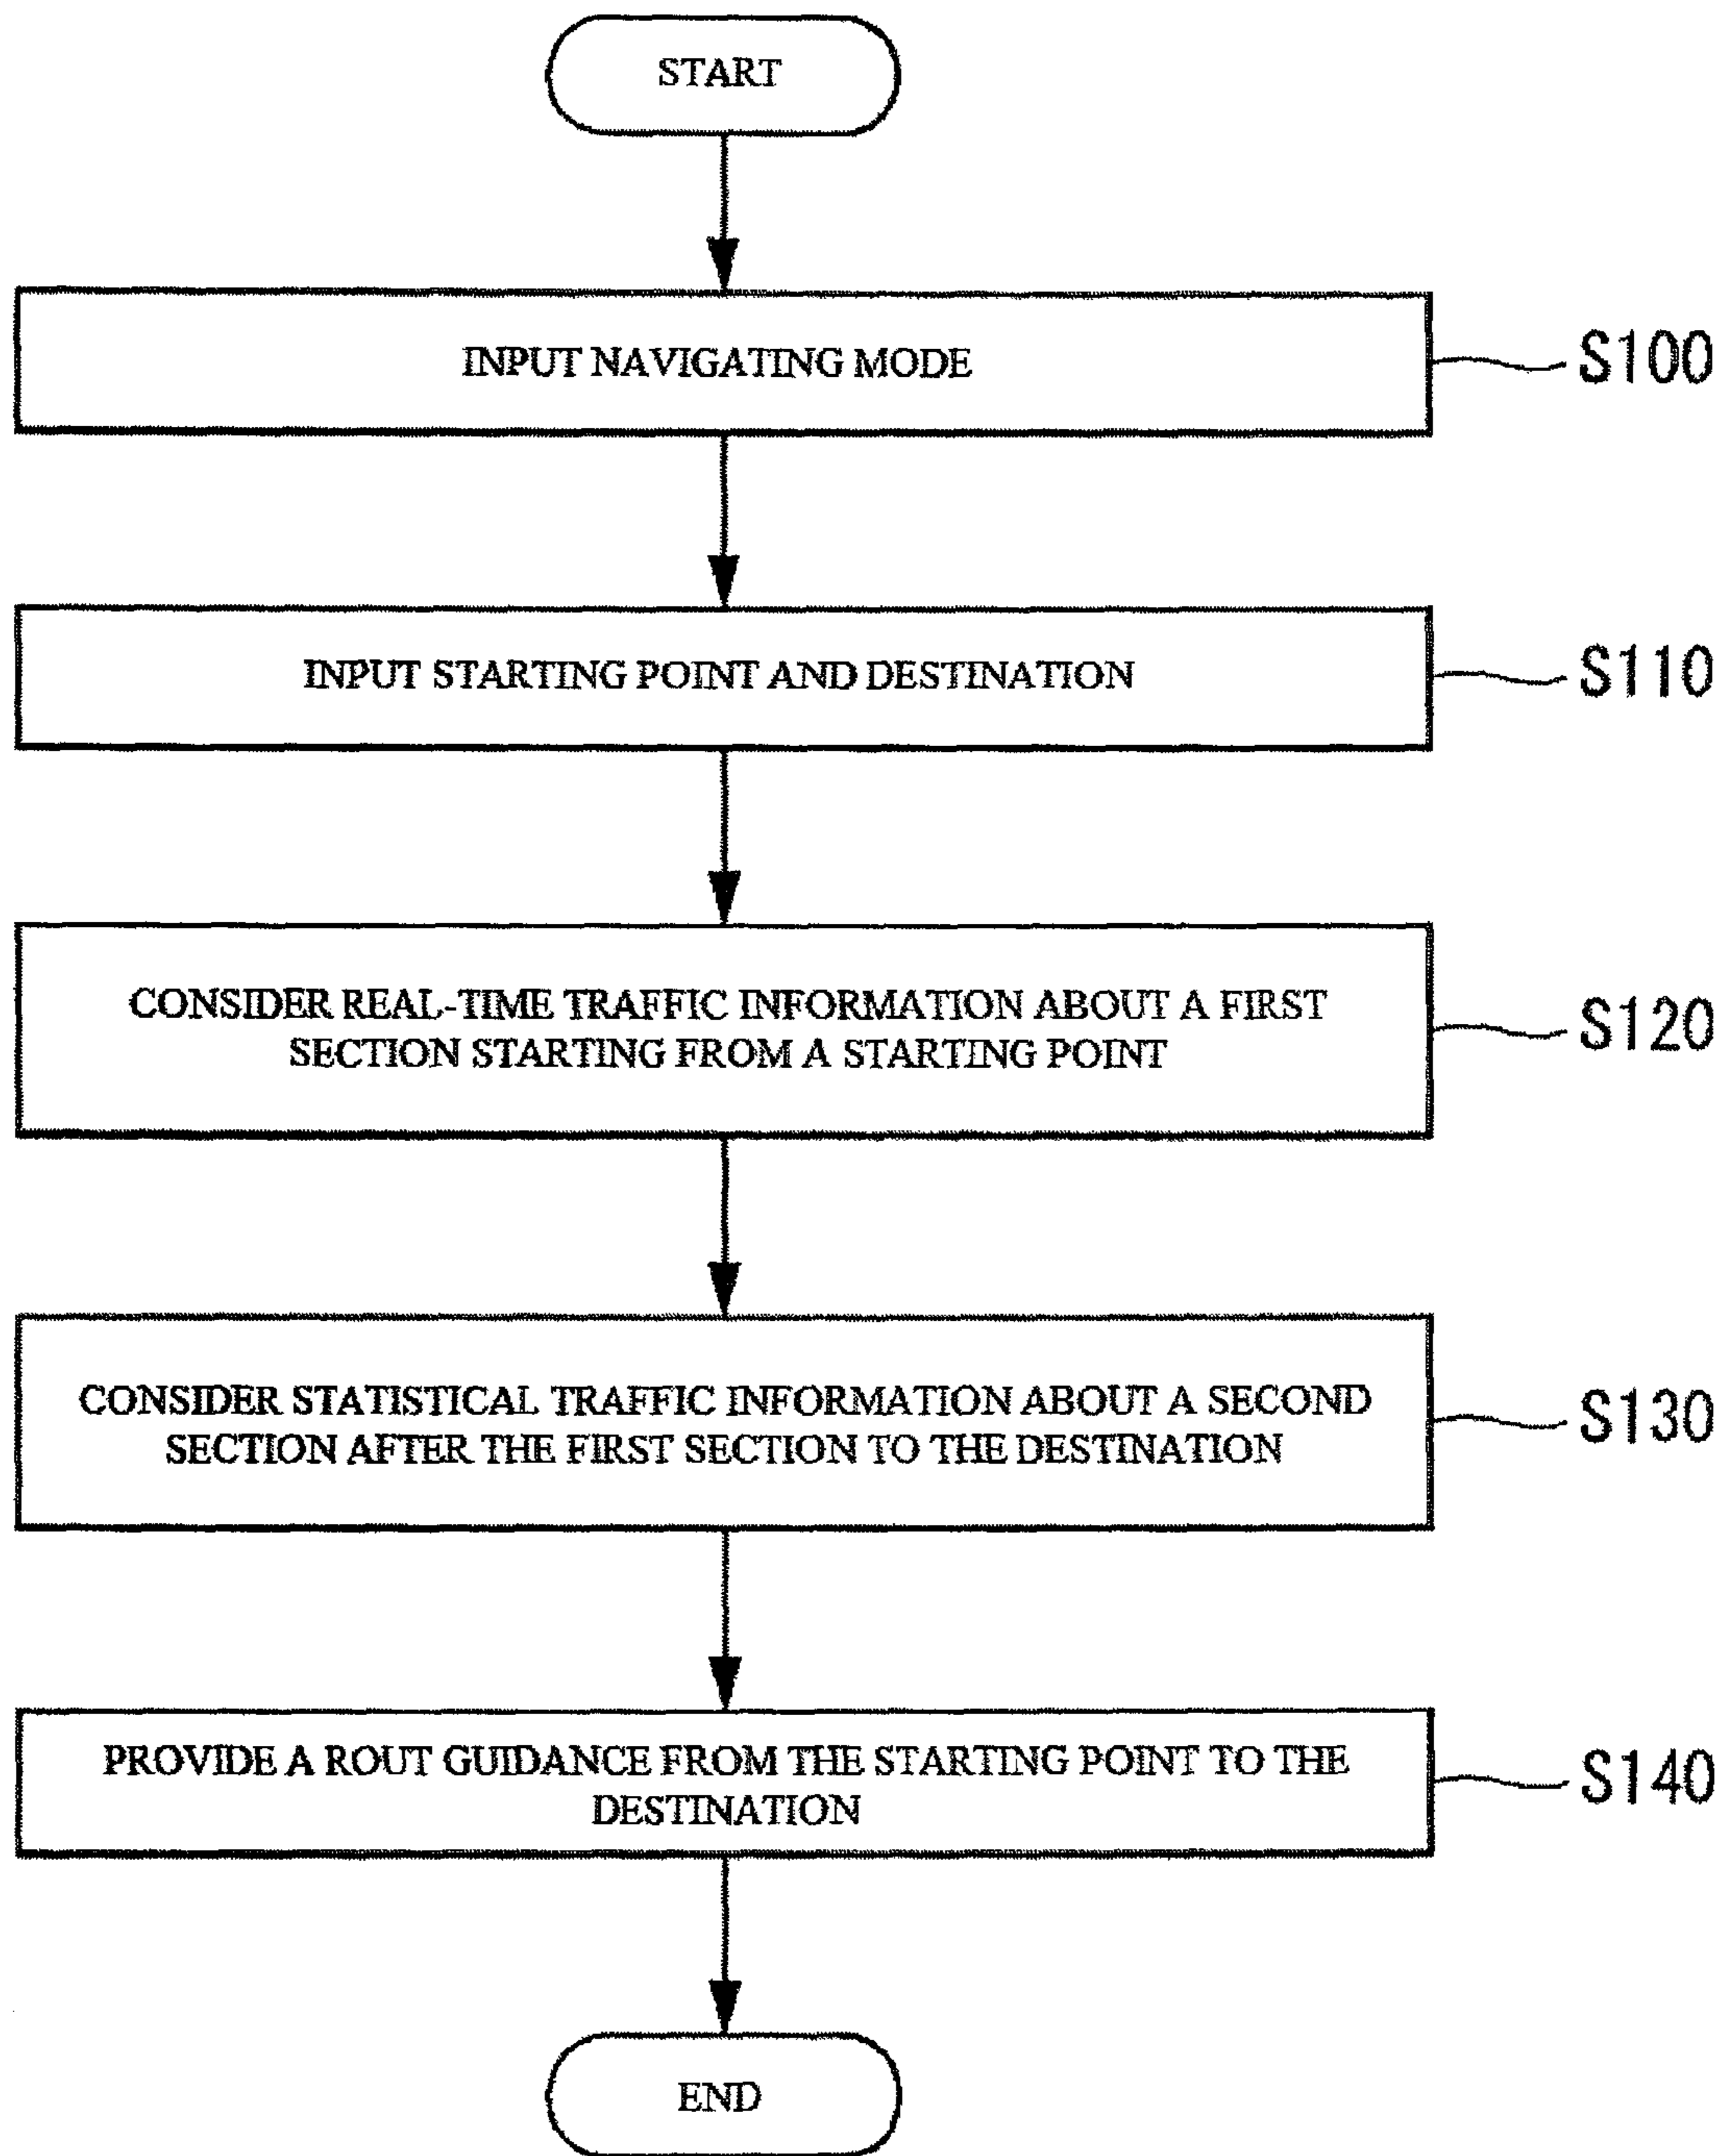 START
INPUT NAVIGATING MODE
S100
INPUT STARTING POINT AND DESTINATION
S110
CONSIDER REAL-TIME TRAFFIC INFORMATION ABOUT A FIRST
SECTION STARTING FROM A STARTING POINT
S120
CONSIDER STATISTICAL TRAFFIC INFORMATION ABOUT A SECOND
SECTION AFTER THE FIRST SECTION TO THE DESTINATION
S130
PROVIDE A ROUT GUIDANCE FROM THE STARTING POINT TO THE
DESTINATION
S140
END